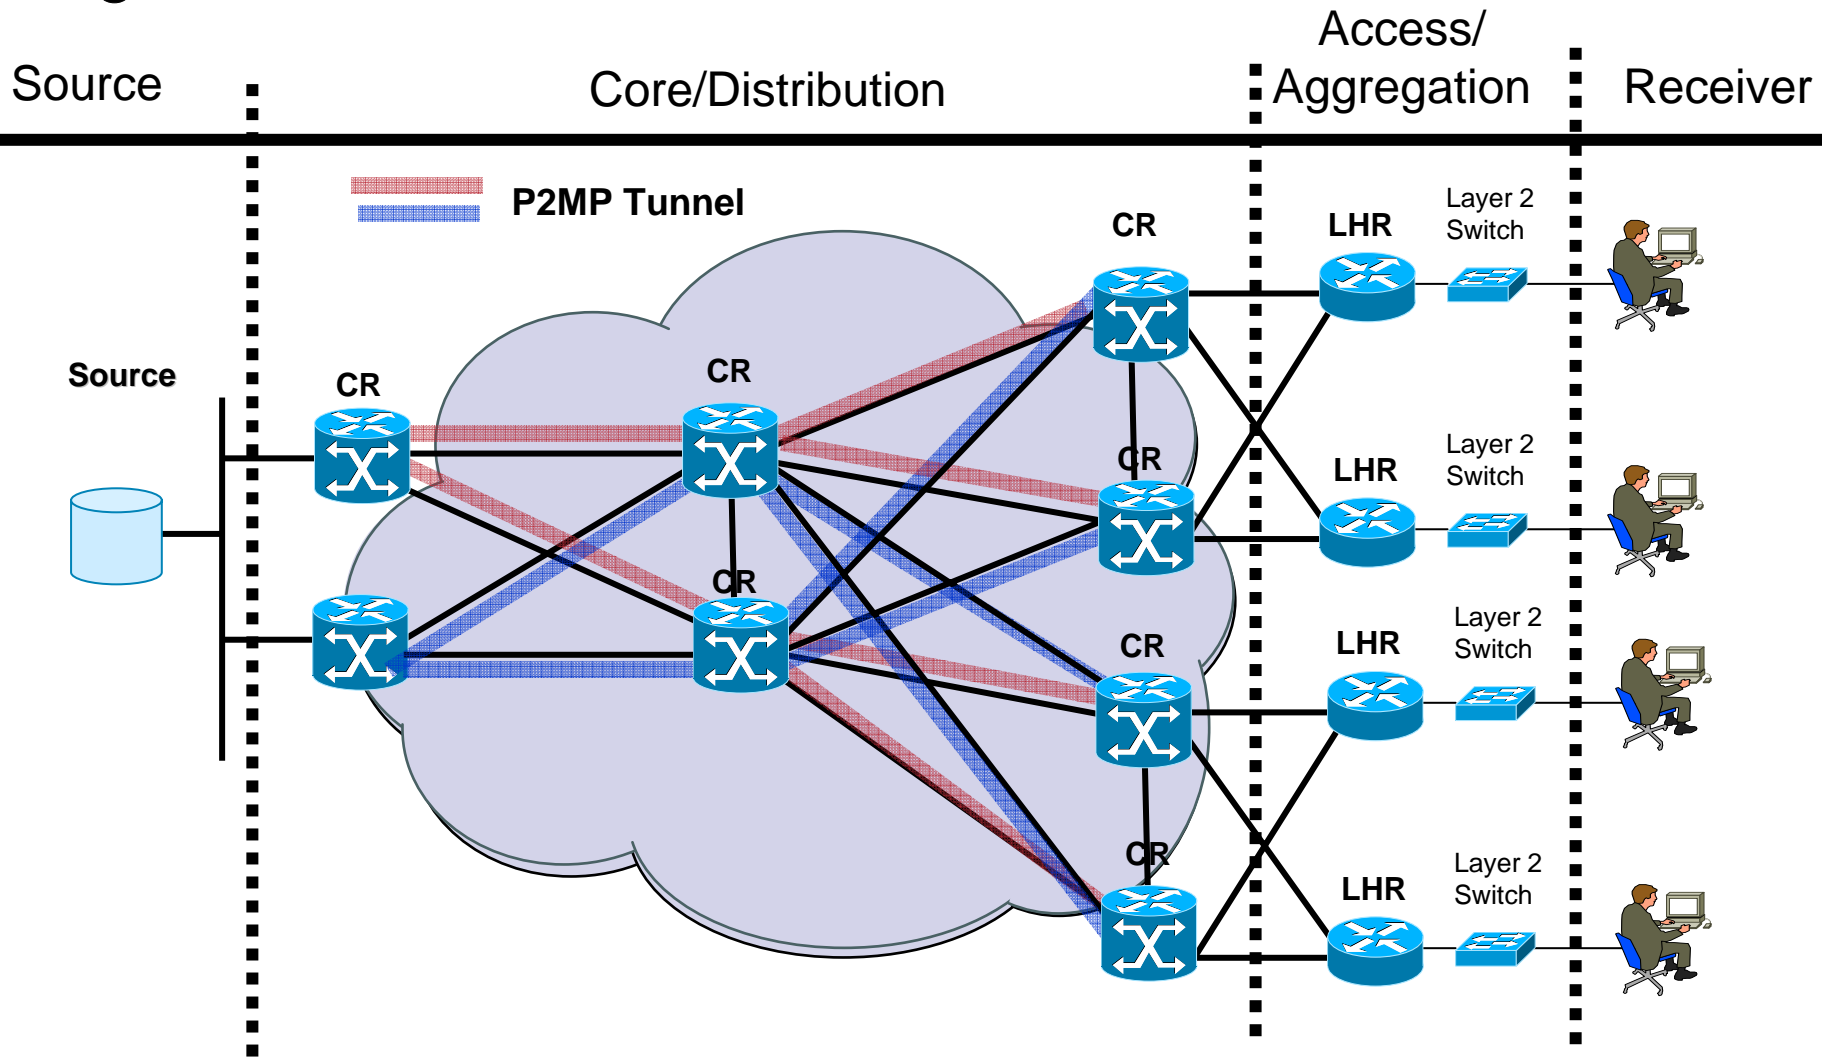 Source
Core/Distribution
Access/
Aggregation
Receiver
P2MP Tunnel
CR
LHR
Layer 2
Switch
Source
CR
CR
CR
LHR
Layer 2
Switch
CR
CR
LHR
Layer 2
Switch
CR
LHR
Layer 2
Switch